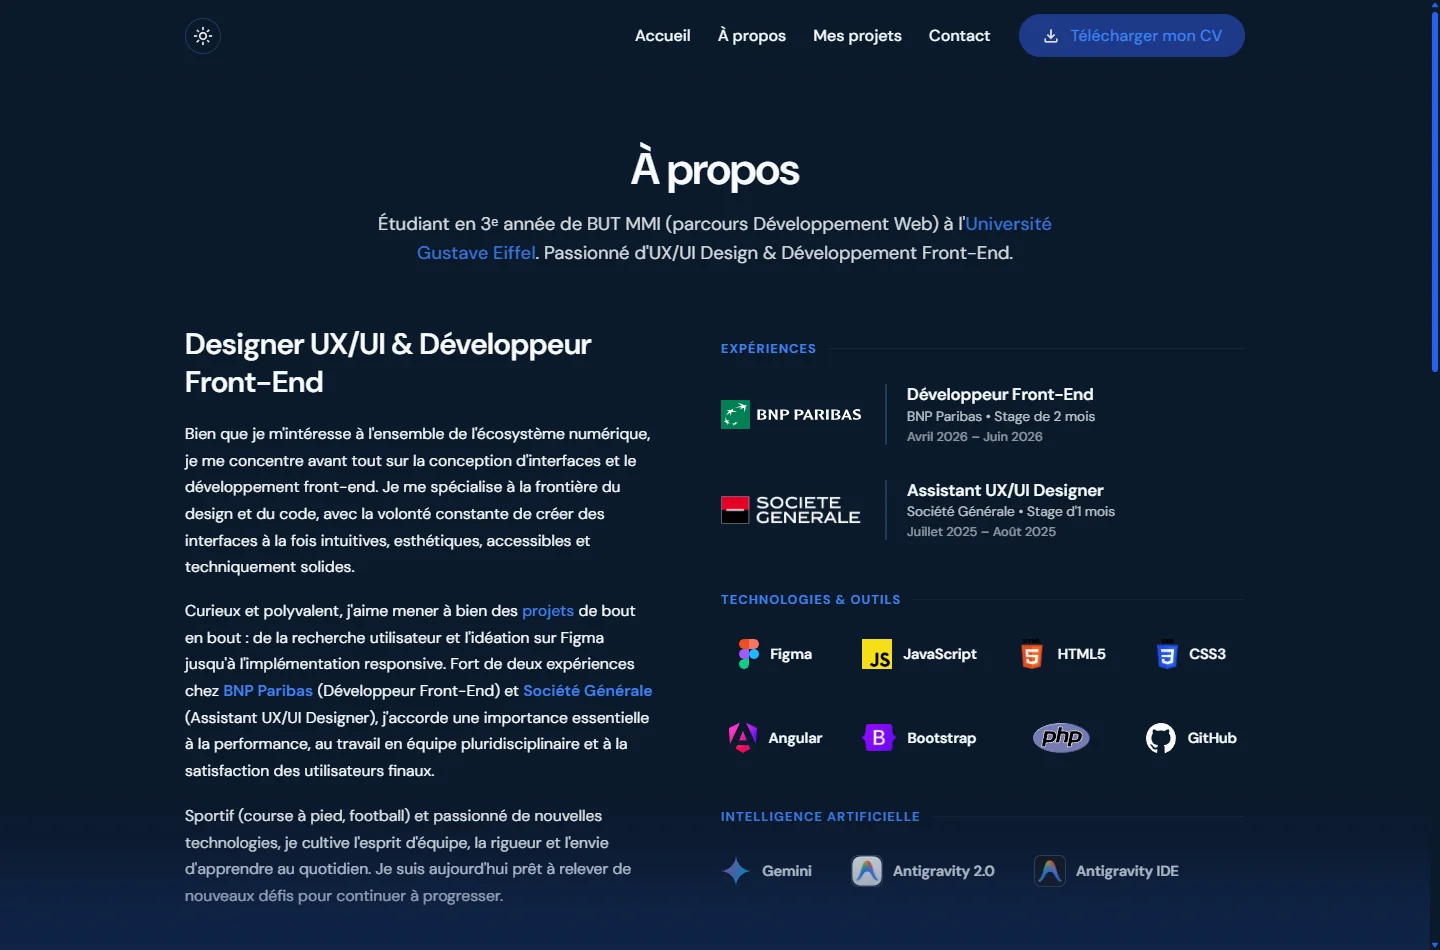 Accueil
À propos
Mes projets
Contact
Télécharger mon CV
À propos
Étudiant en 3ᵉ année de BUT MMI (parcours Développement Web) à l'Université
Gustave Eiffel. Passionné d'UX/UI Design & Développement Front-End.
Designer UX/UI & Développeur
Front-End
Bien que je m'intéresse à l'ensemble de l'écosystème numérique,
je me concentre avant tout sur la conception d'interfaces et le
développement front-end. Je me spécialise à la frontière du
design et du code, avec la volonté constante de créer des
interfaces à la fois intuitives, esthétiques, accessibles et
techniquement solides.
Curieux et polyvalent, j'aime mener à bien des projets de bout
en bout : de la recherche utilisateur et l'idéation sur Figma
jusqu'à l'implémentation responsive. Fort de deux expériences
chez BNP Paribas (Développeur Front-End) et Société Générale
(Assistant UX/UI Designer), j'accorde une importance essentielle
à la performance, au travail en équipe pluridisciplinaire et à la
satisfaction des utilisateurs finaux.
Sportif (course à pied, football) et passionné de nouvelles
technologies, je cultive l'esprit d'équipe, la rigueur et l'envie
d'apprendre au quotidien. Je suis aujourd'hui prêt à relever de
nouveaux défis pour continuer à progresser.
EXPÉRIENCES
BNP PARIBAS
Développeur Front-End
BNP Paribas • Stage de 2 mois
Avril 2026 – Juin 2026
SOCIETE
GENERALE
Assistant UX/UI Designer
Société Générale • Stage d'1 mois
Juillet 2025 – Août 2025
TECHNOLOGIES & OUTILS
Figma
JS
JavaScript
HTML
5
HTML5
CSS
3
CSS3
Angular
B
Bootstrap
php
GitHub
INTELLIGENCE ARTIFICIELLE
Gemini
Antigravity 2.0
Antigravity IDE